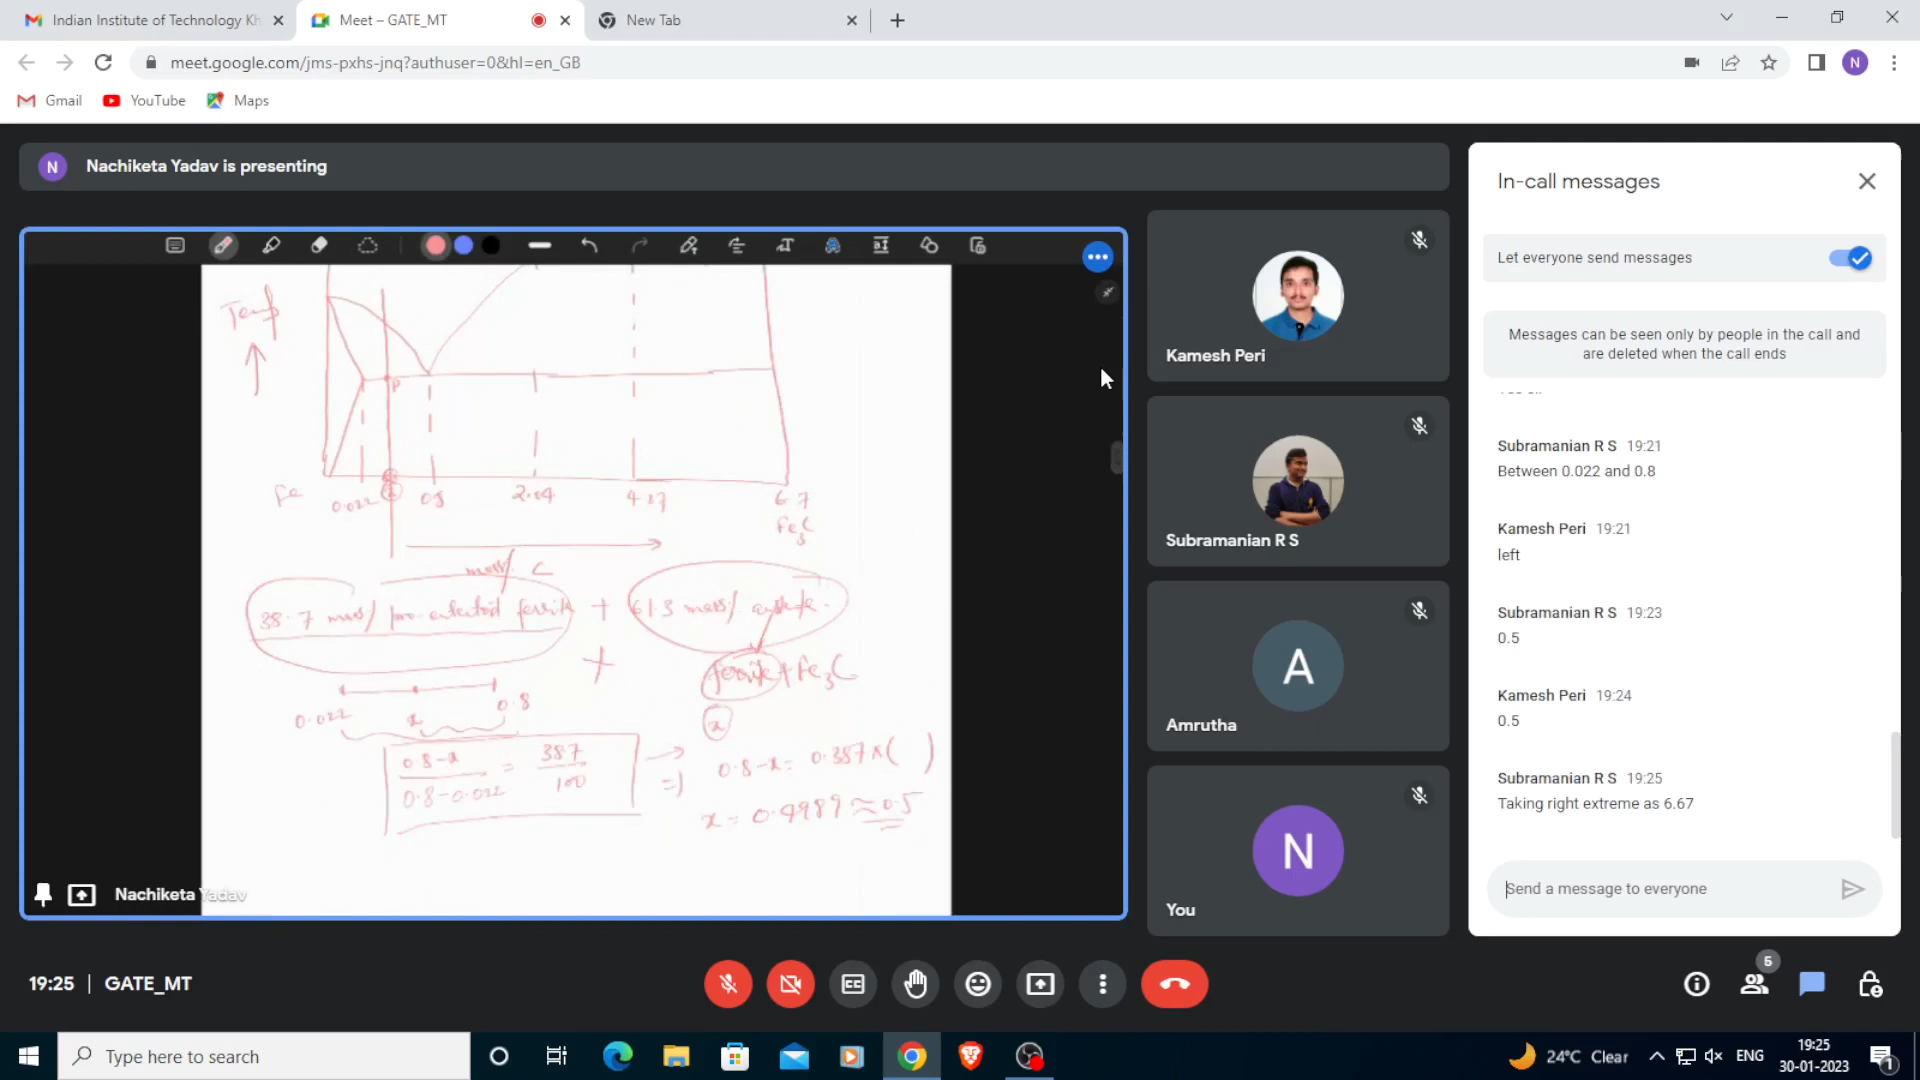 Indian Institute of Technology Kh
Meet – GATE_MT
New Tab
meet.google.com/jms-pxhs-jnq?authuser=0&hl=en_GB
N
Gmail
YouTube
Maps
N
Nachiketa Yadav is presenting
Temp
P
Fe
0.022
x
0.8
2.04
4.27
6.7
Fe3C
mass% C
38.7 mass% pro-eutectoid ferrite + 61.3 mass% austenite.
+
ferrite + Fe3C
0.022
x
0.8
x
0.8-x
0.8-0.022
=
38.7
100
=> 0.8-x = 0.387×( )
x = 0.4989 ≈ 0.5
Nachiketa Yadav
Kamesh Peri
Subramanian R S
A
Amrutha
N
You
In-call messages
Let everyone send messages
Messages can be seen only by people in the call and
are deleted when the call ends
Subramanian R S 19:21
Between 0.022 and 0.8
Kamesh Peri 19:21
left
Subramanian R S 19:23
0.5
Kamesh Peri 19:24
0.5
Subramanian R S 19:25
Taking right extreme as 6.67
Send a message to everyone
19:25 | GATE_MT
5
Type here to search
24°C Clear
ENG
19:25
30-01-2023
1